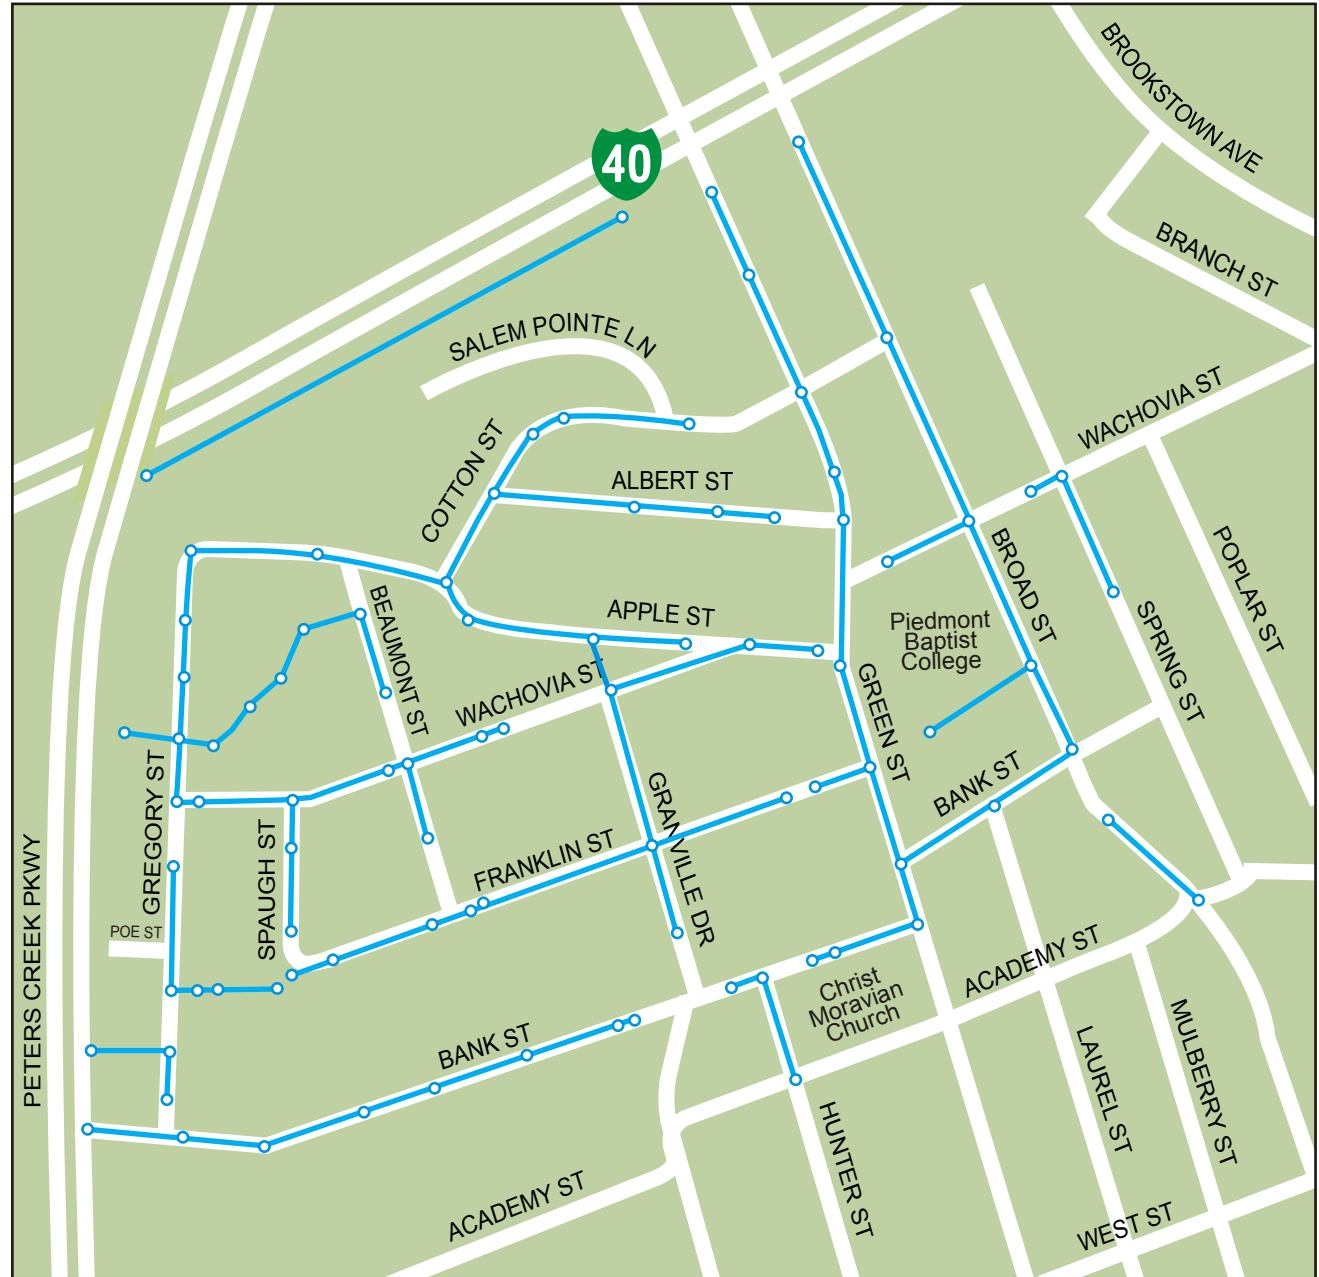 BROOKSTOWN AVE
40
BRANCH ST
SALEM POINTE LN
WACHOVIA ST
COTTON ST
ALBERT ST
BROAD ST
POPLAR ST
BEAUMONT ST
APPLE ST
Piedmont
Baptist
College
SPRING ST
WACHOVIA ST
GREEN ST
GREGORY ST
GRANVILLE DR
BANK ST
PETERS CREEK PKWY
SPAUGH ST
FRANKLIN ST
POE ST
ACADEMY ST
Christ
Moravian
Church
BANK ST
LAUREL ST
MULBERRY ST
HUNTER ST
ACADEMY ST
WEST ST